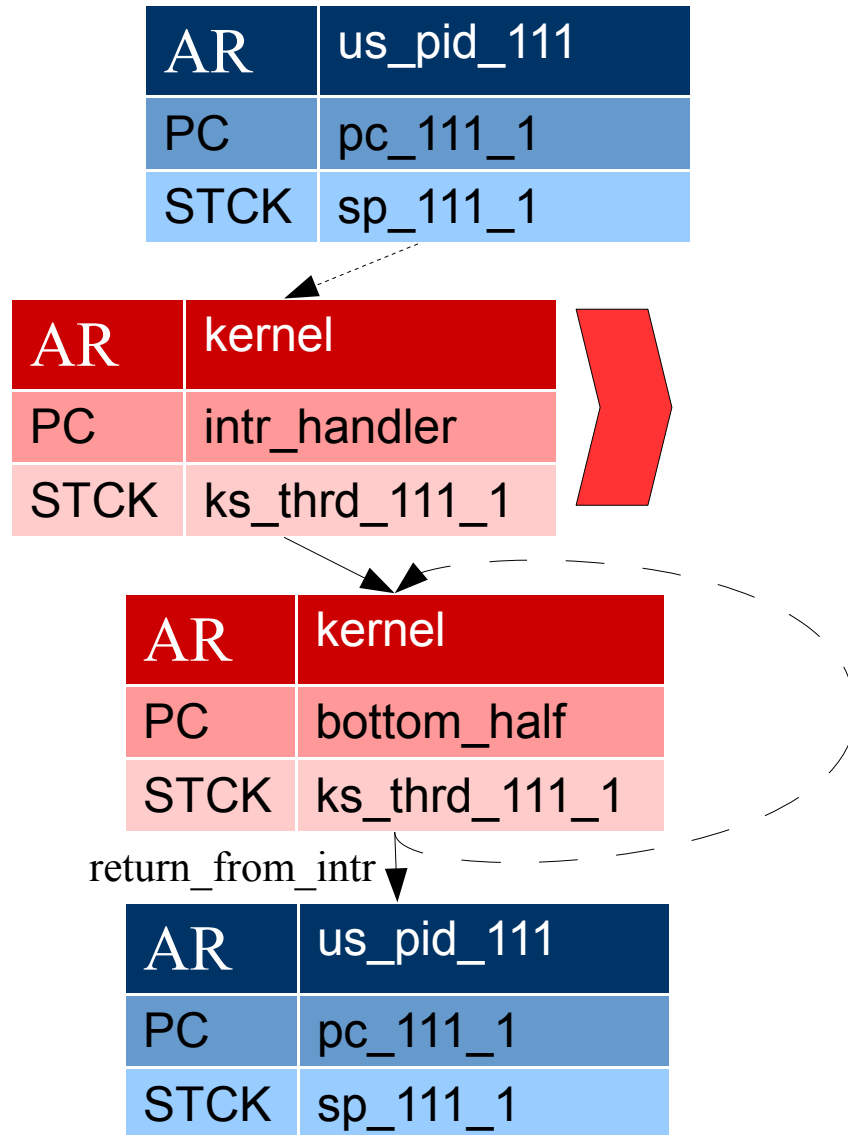 AR us_pid_111
PC pc_111_1
STCK sp_111_1
AR kernel
PC intr_handler
STCK ks_thrd_111_1
AR kernel
PC bottom_half
STCK ks_thrd_111_1
return_from_intr
AR us_pid_111
PC pc_111_1
STCK sp_111_1